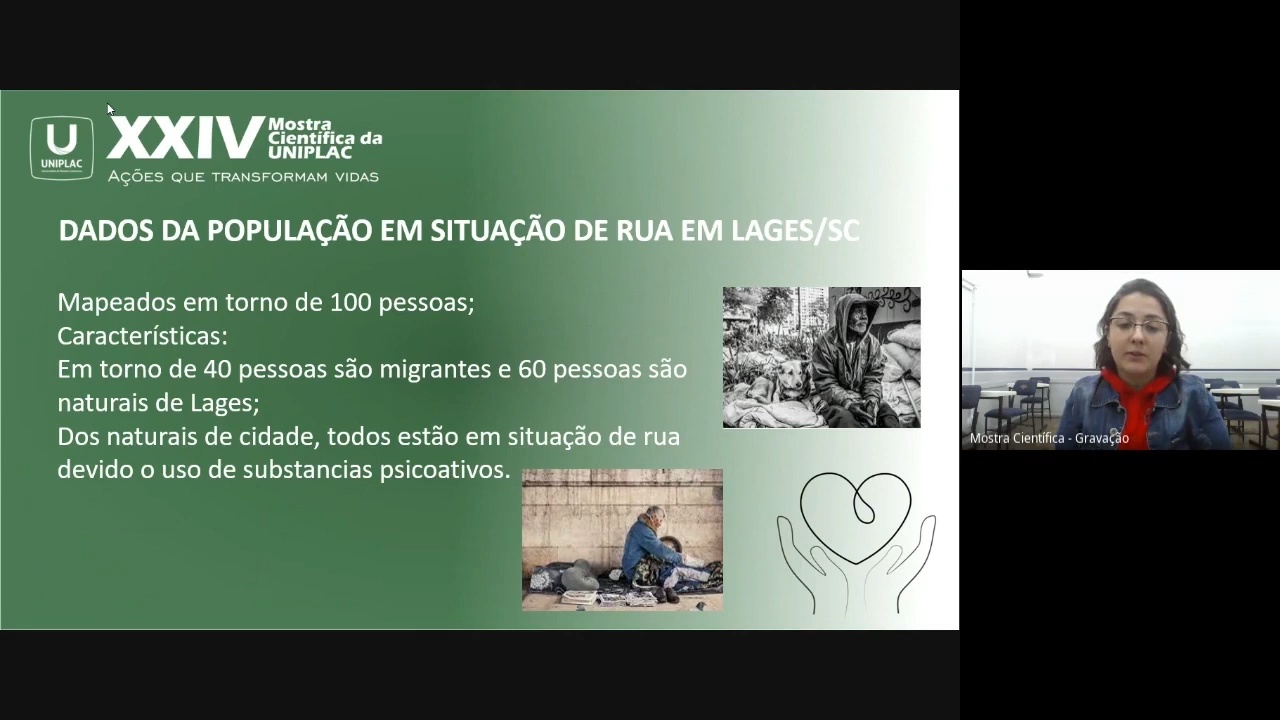 U
UNIPLAC
XXIV
Mostra
Científica da
UNIPLAC
AÇÕES QUE TRANSFORMAM VIDAS
DADOS DA POPULAÇÃO EM SITUAÇÃO DE RUA EM LAGES/SC
Mapeados em torno de 100 pessoas;
Características:
Em torno de 40 pessoas são migrantes e 60 pessoas são
naturais de Lages;
Dos naturais de cidade, todos estão em situação de rua
devido o uso de substancias psicoativos.
Mostra Científica - Gravação